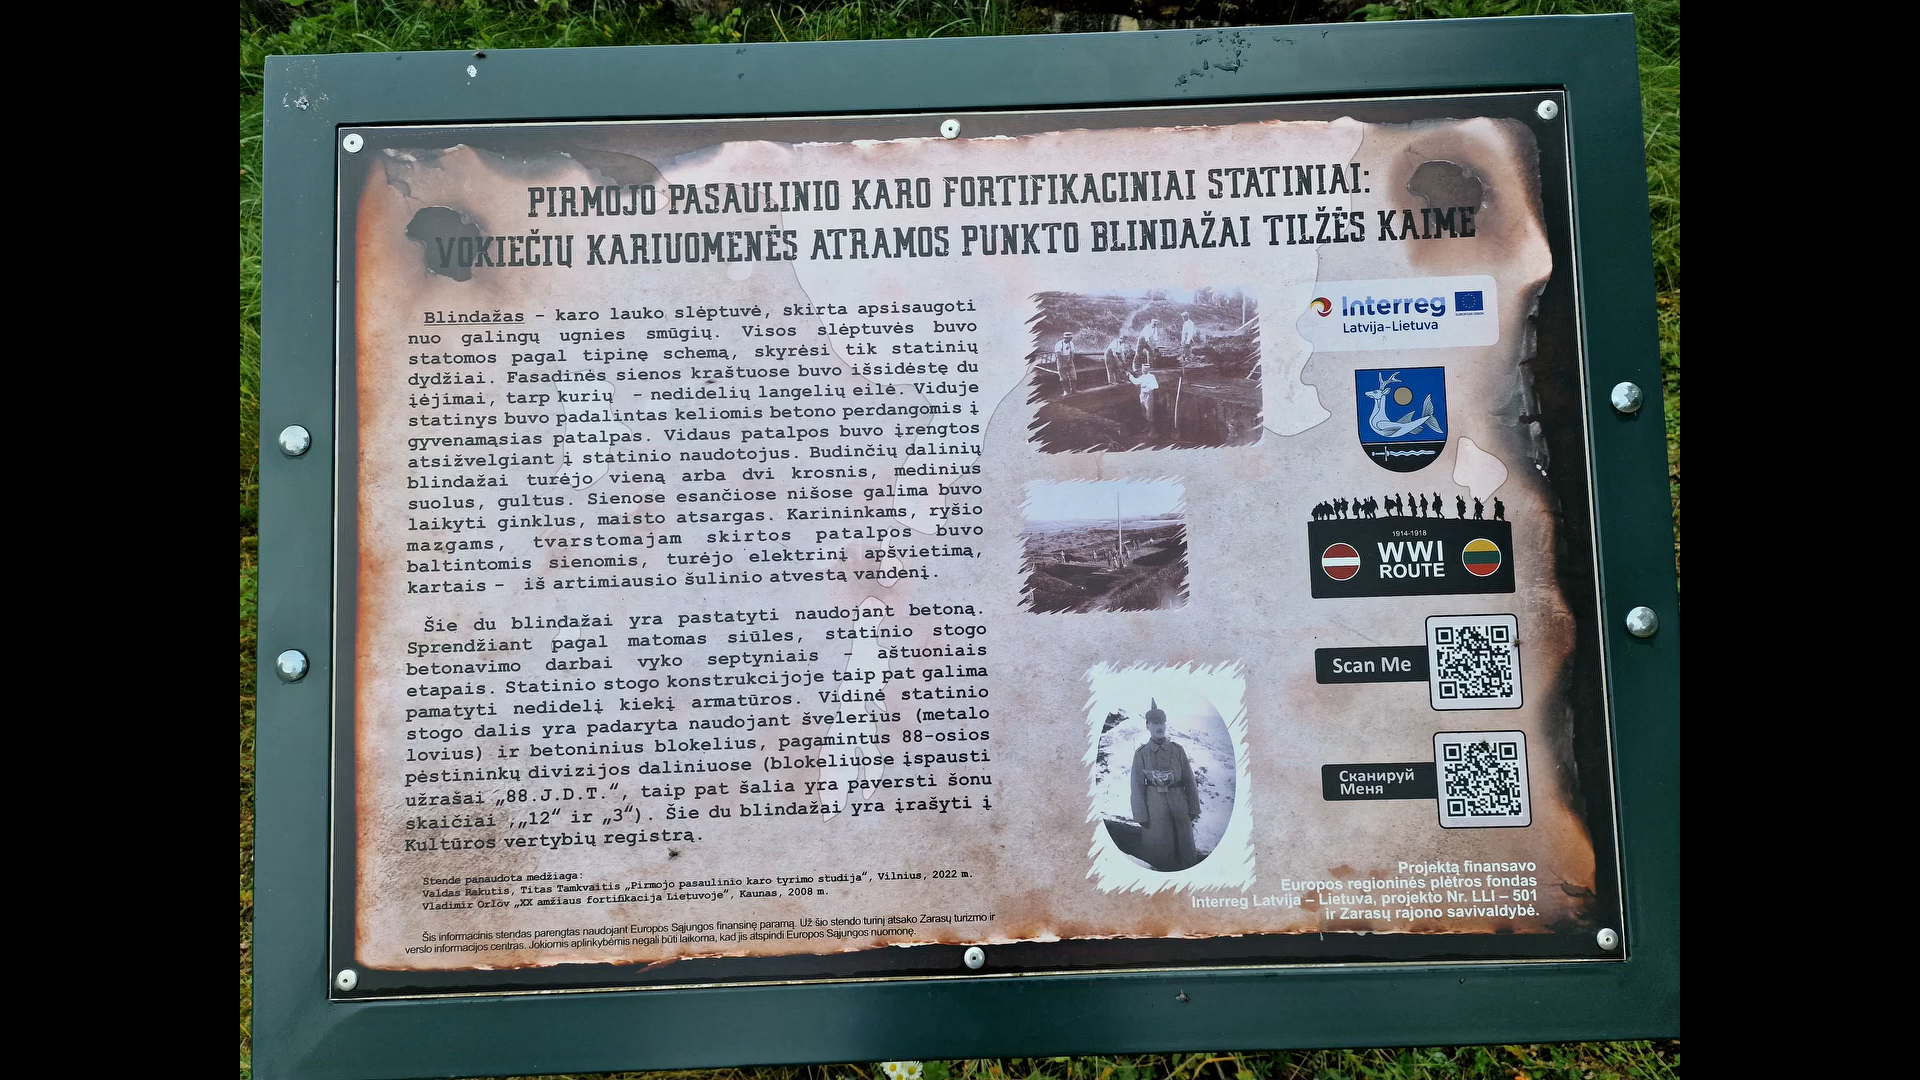 PIRMOJO PASAULINIO KARO FORTIFIKACINIAI STATINIAI:
VOKIEČIŲ KARIUOMENĖS ATRAMOS PUNKTO BLINDAŽAI TILŽĖS KAIME
Blindažas – karo lauko slėptuvė, skirta apsisaugoti
nuo galingų ugnies smūgių. Visos slėptuvės buvo
statomos pagal tipinę schemą, skyrėsi tik statinių
dydžiai. Fasadinės sienos kraštuose buvo išsidėstę du
įėjimai, tarp kurių – nedidelių langelių eilė. Viduje
statinys buvo padalintas keliomis betono perdangomis į
gyvenamąsias patalpas. Vidaus patalpos buvo įrengtos
atsižvelgiant į statinio naudotojus. Budinčių dalinių
blindažai turėjo vieną arba dvi krosnis, medinius
suolus, gultus. Sienose esančiose nišose galima buvo
laikyti ginklus, maisto atsargas. Karininkams, ryšio
mazgams, tvarstomajam skirtos patalpos buvo
baltintomis sienomis, turėjo elektrinį apšvietimą,
kartais – iš artimiausio šulinio atvestą vandenį.
Šie du blindažai yra pastatyti naudojant betoną.
Sprendžiant pagal matomas siūles, statinio stogo
betonavimo darbai vyko septyniais – aštuoniais
etapais. Statinio stogo konstrukcijoje taip pat galima
pamatyti nedidelį kiekį armatūros. Vidinė statinio
stogo dalis yra padaryta naudojant švelerius (metalo
lovius) ir betoninius blokelius, pagamintus 88-osios
pėstininkų divizijos daliniuose (blokeliuose įspausti
užrašai „88.J.D.T.“, taip pat šalia yra paversti šonu
skaičiai ,„12“ ir „3“). Šie du blindažai yra įrašyti į
Kultūros vertybių registrą.
Stende panaudota medžiaga:
Valdas Rakutis, Titas Tamkvaitis „Pirmojo pasaulinio karo tyrimo studija“, Vilnius, 2022 m.
Vladimir Orlov „XX amžiaus fortifikacija Lietuvoje“, Kaunas, 2008 m.
Šis informacinis stendas parengtas naudojant Europos Sąjungos finansinę paramą. Už šio stendo turinį atsako Zarasų turizmo ir
verslo informacijos centras. Jokiomis aplinkybėmis negali būti laikoma, kad jis atspindi Europos Sąjungos nuomonę.
Interreg
EUROPEAN UNION
Latvija-Lietuva
1914-1918
WWI
ROUTE
Scan Me
Сканируй
Меня
Projektą finansavo
Europos regioninės plėtros fondas
Interreg Latvija – Lietuva, projekto Nr. LLI – 501
ir Zarasų rajono savivaldybė.